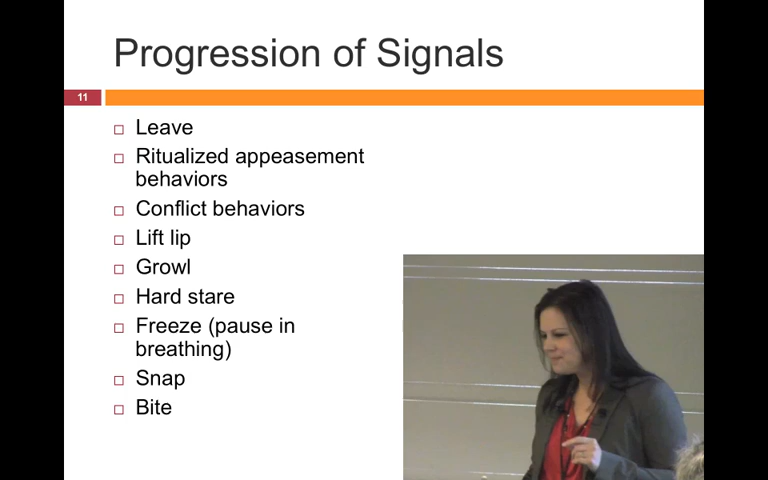 Progression of Signals
11
Leave
Ritualized appeasement
behaviors
Conflict behaviors
Lift lip
Growl
Hard stare
Freeze (pause in
breathing)
Snap
Bite